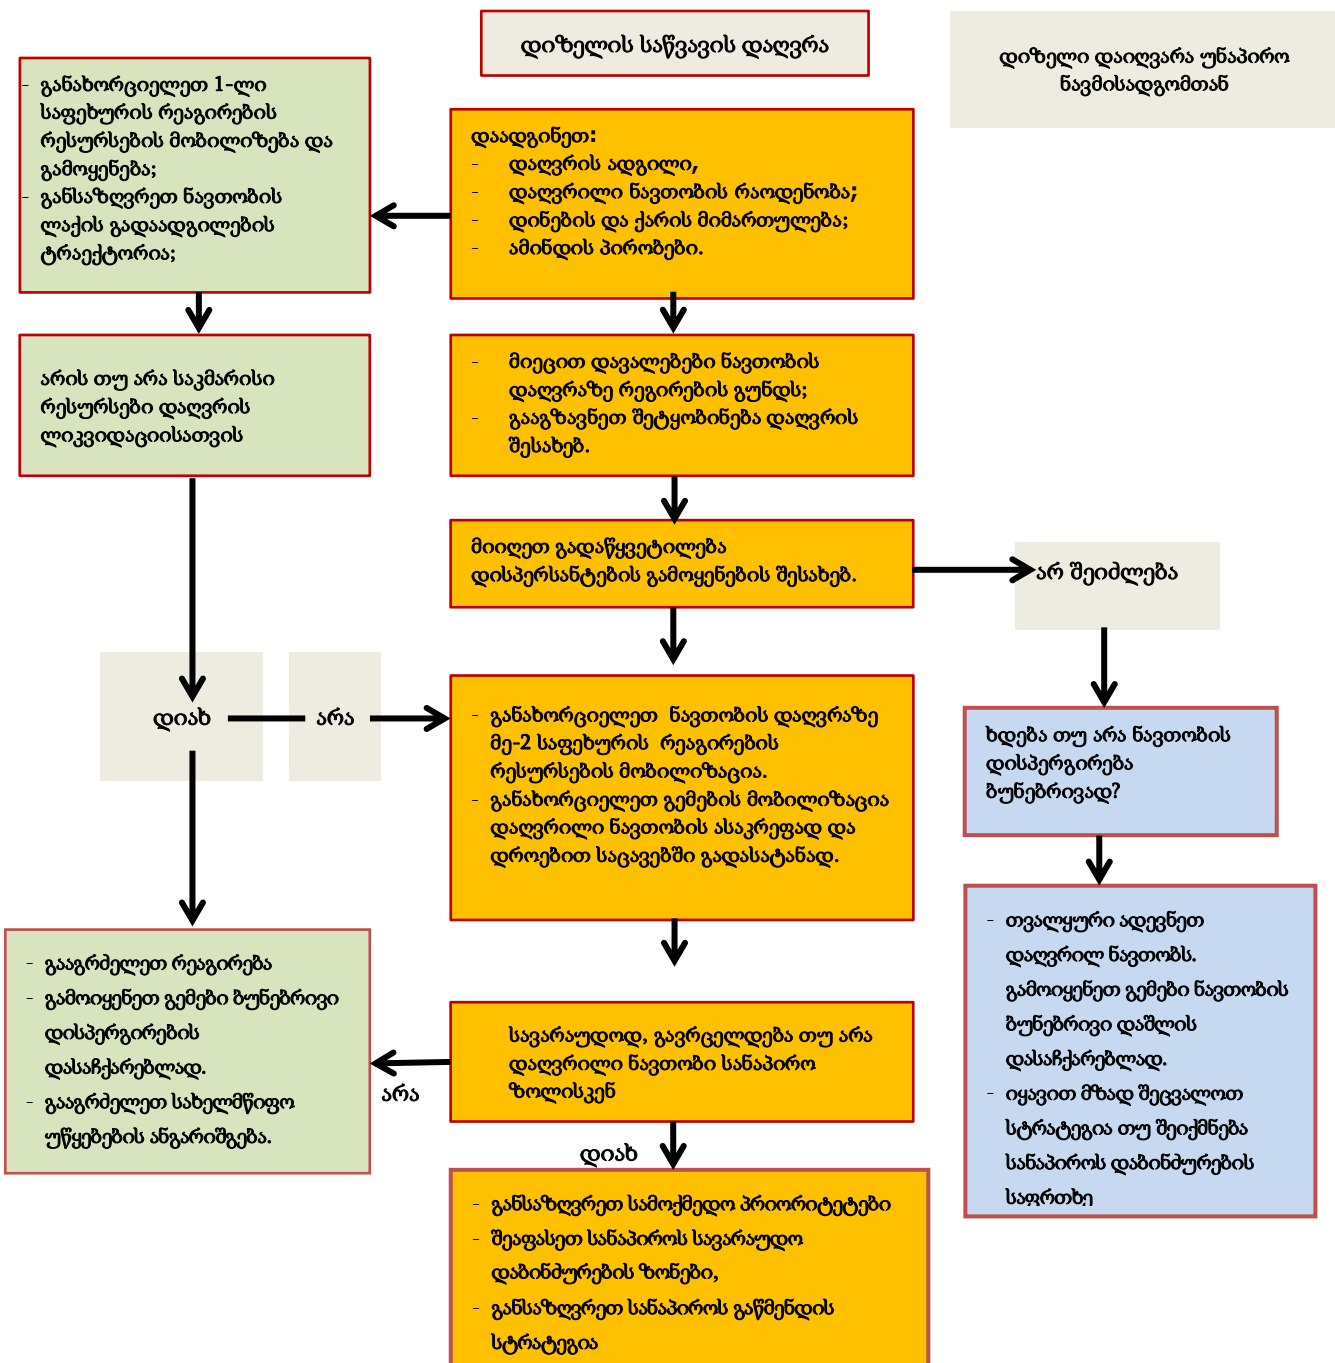 დიზელის საწვავის დაღვრა
დიზელი დაიღვარა უნაპირო
ნავმისადგომთან
- განახორციელეთ 1-ლი
საფეხურის რეაგირების
რესურსების მობილიზება და
გამოყენება;
- განსაზღვრეთ ნავთობის
ლაქის გადაადგილების
ტრაექტორია;
დაადგინეთ:
- დაღვრის ადგილი,
- დაღვრილი ნავთობის რაოდენობა;
- დინების და ქარის მიმართულება;
- ამინდის პირობები.
არის თუ არა საკმარისი
რესურსები დაღვრის
ლიკვიდაციისათვის
- მიეცით დავალებები ნავთობის
დაღვრაზე რეგირების გუნდს;
- გააგზავნეთ შეტყობინება დაღვრის
შესახებ.
მიიღეთ გადაწყვეტილება
დისპერსანტების გამოყენების შესახებ.
არ შეიძლება
დიახ
არა
- განახორციელეთ ნავთობის დაღვრაზე
მე-2 საფეხურის რეაგირების
რესურსების მობილიზაცია.
- განახორციელეთ გემების მობილიზაცია
დაღვრილი ნავთობის ასაკრეფად და
დროებით საცავებში გადასატანად.
ხდება თუ არა ნავთობის
დისპერგირება
ბუნებრივად?
- გააგრძელეთ რეაგირება
- გამოიყენეთ გემები ბუნებრივი
დისპერგირების
დასაჩქარებლად.
- გააგრძელეთ სახელმწიფო
უწყებების ანგარიშგება.
არა
სავარაუდოდ, გავრცელდება თუ არა
დაღვრილი ნავთობი სანაპირო
ზოლისკენ
დიახ
- თვალყური ადევნეთ
დაღვრილ ნავთობს.
გამოიყენეთ გემები ნავთობის
ბუნებრივი დაშლის
დასაჩქარებლად.
- იყავით მზად შეცვალოთ
სტრატეგია თუ შეიქმნება
სანაპიროს დაბინძურების
საფრთხე
- განსაზღვრეთ სამოქმედო პრიორიტეტები
- შეაფასეთ სანაპიროს სავარაუდო
დაბინძურების ზონები,
- განსაზღვრეთ სანაპიროს გაწმენდის
სტრატეგია